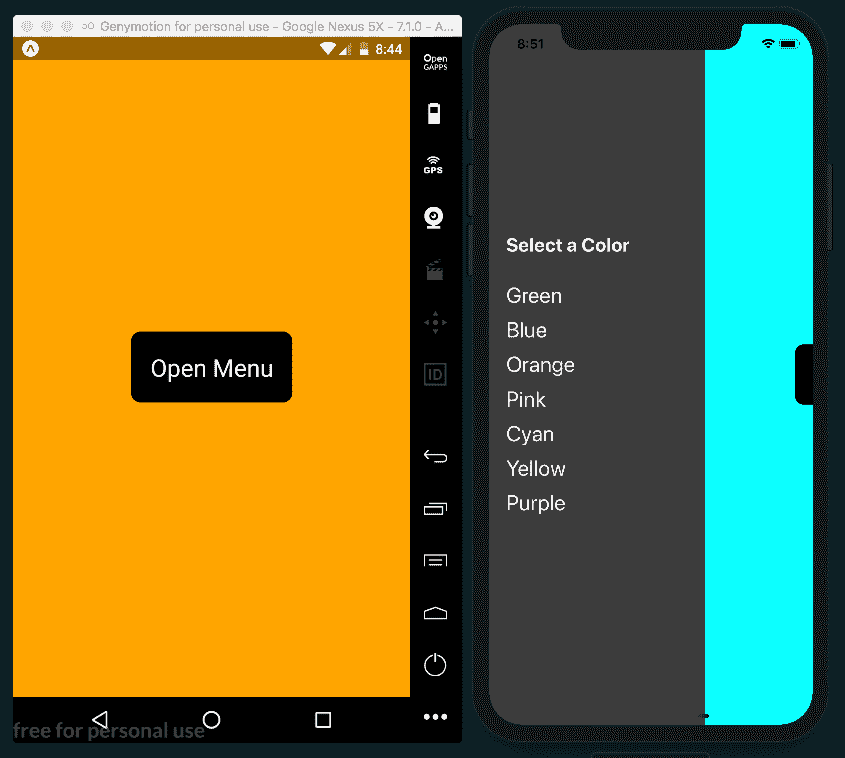 Genymotion for personal use - Google Nexus 5X - 7.1.0 - A...
8:44
Open
GAPPS
GPS
ID
Open Menu
free for personal use
8:51
Select a Color
Green
Blue
Orange
Pink
Cyan
Yellow
Purple